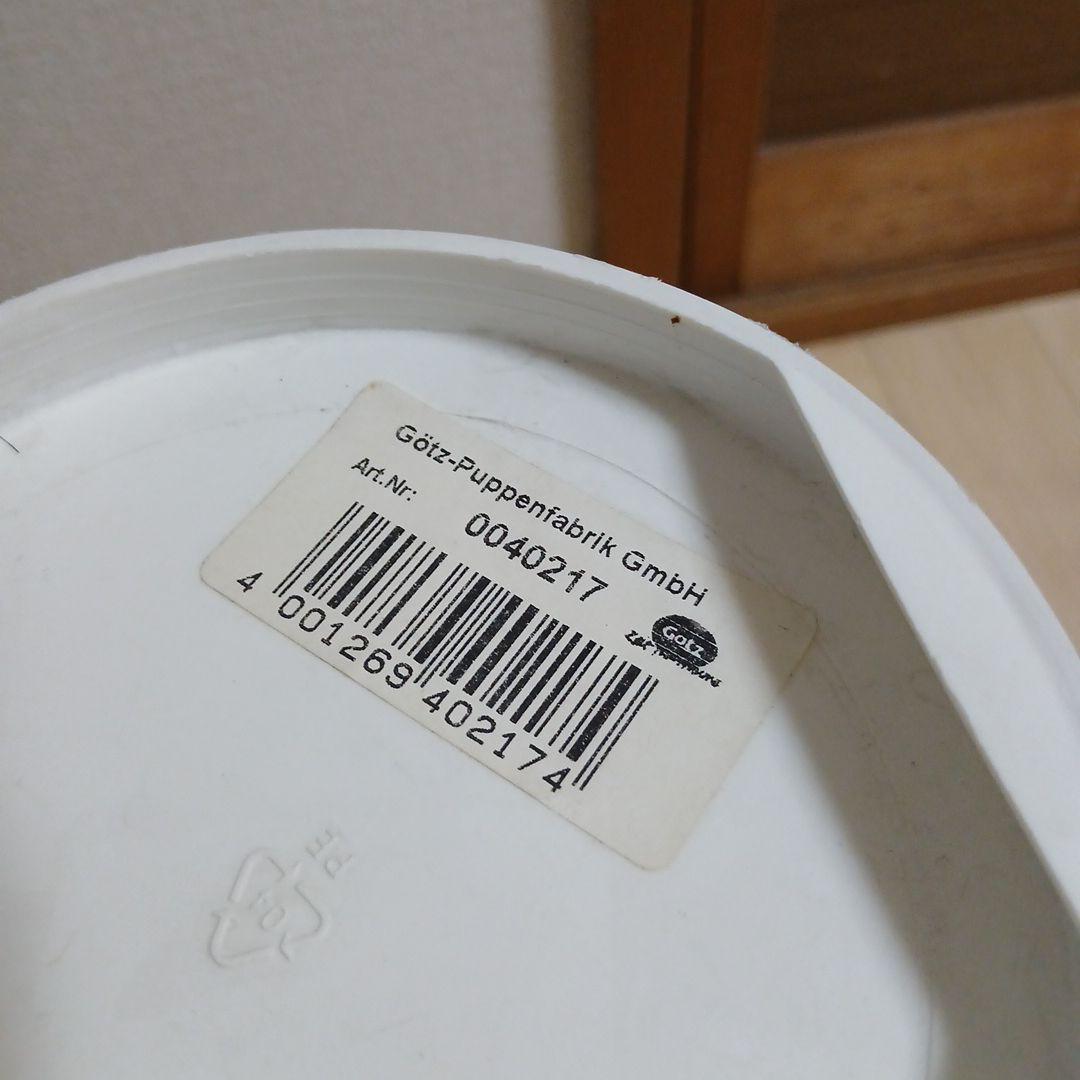 Götz-Puppenfabrik GmbH
Art.Nr:
0040217
Götz
4 001269 402174
PE